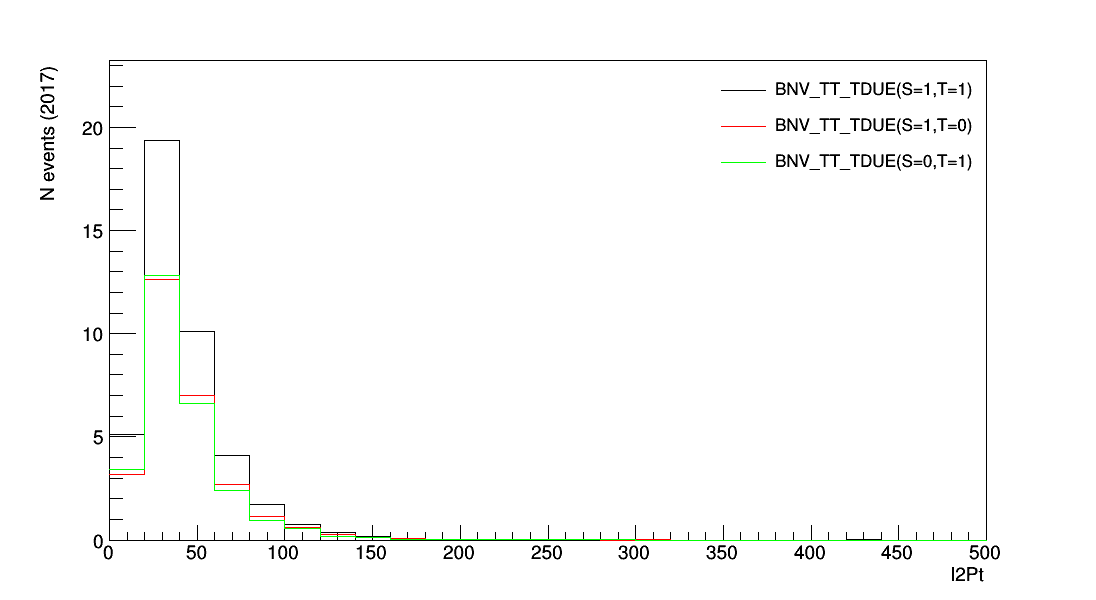 N events (2017)
BNV_TT_TDUE(S=1,T=1)
BNV_TT_TDUE(S=1,T=0)
BNV_TT_TDUE(S=0,T=1)
20
15
10
5
0
0 50 100 150 200 250 300 350 400 450 500
l2Pt